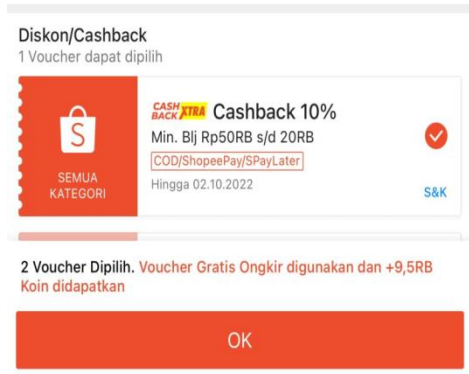 Diskon/Cashback
1 Voucher dapat dipilih
CASH BACK XTRA Cashback 10%
Min. Blj Rp50RB s/d 20RB
COD/ShopeePay/SPayLater
SEMUA KATEGORI
Hingga 02.10.2022
S&K
2 Voucher Dipilih. Voucher Gratis Ongkir digunakan dan +9,5RB
Koin didapatkan
OK